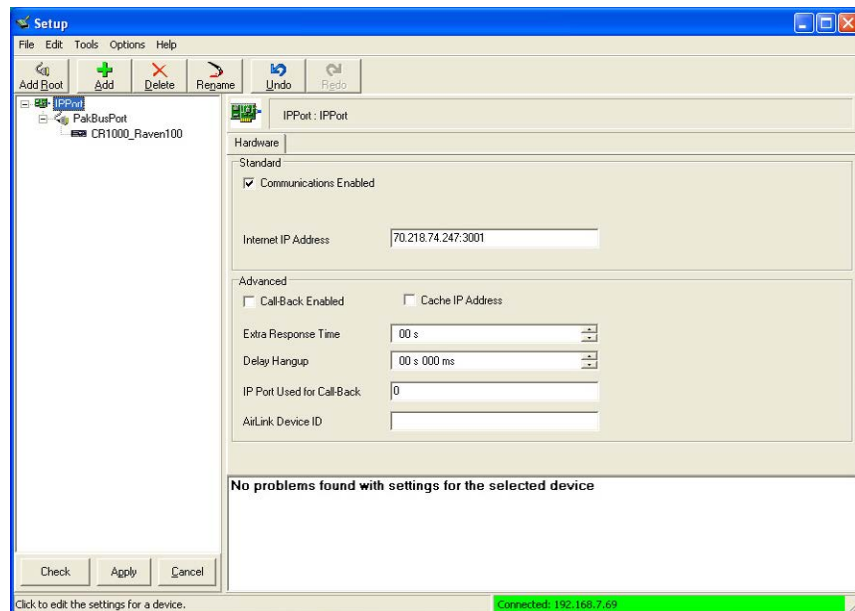 Setup
File Edit Tools Options Help
Add Root Add Delete Rename Undo Redo
IPPort
PakBusPort
CR1000_Raven100
IPPort : IPPort
Hardware
Standard
Communications Enabled
Internet IP Address 70.218.74.247:3001
Advanced
Call-Back Enabled Cache IP Address
Extra Response Time 00 s
Delay Hangup 00 s 000 ms
IP Port Used for Call-Back 0
AirLink Device ID
No problems found with settings for the selected device
Check Apply Cancel
Click to edit the settings for a device. Connected: 192.168.7.69